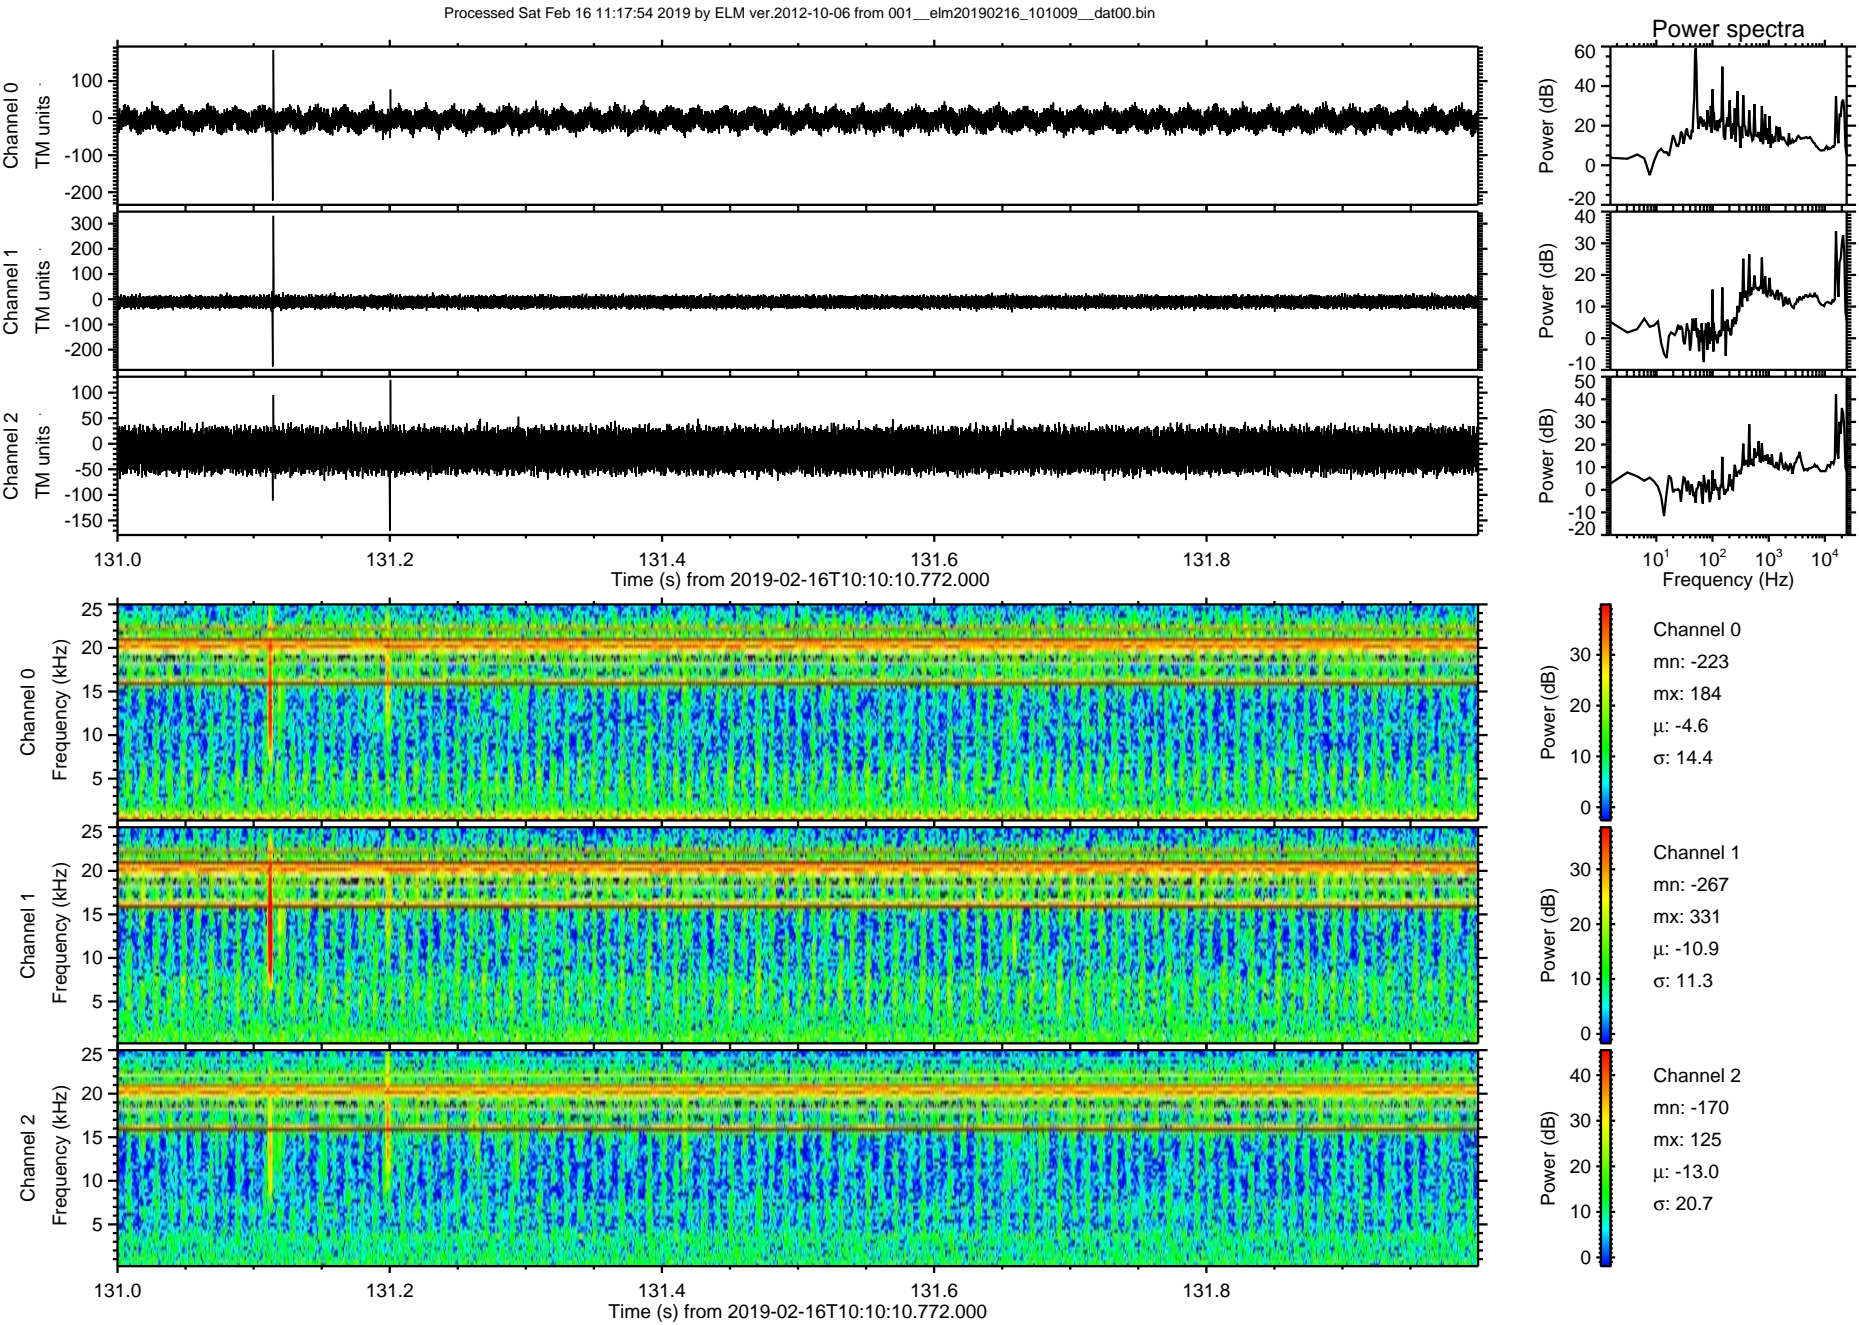 Processed Sat Feb 16 11:17:54 2019 by ELM ver.2012-10-06 from 001__elm20190216_101009__dat00.bin
Power spectra
Channel 0
TM units
100
0
-100
-200
Power (dB)
60
40
20
0
-20
Channel 1
TM units
300
200
100
0
-100
-200
Power (dB)
40
30
20
10
0
-10
Channel 2
TM units
100
50
0
-50
-100
-150
Power (dB)
50
40
30
20
10
0
-10
-20
131.0 131.2 131.4 131.6 131.8
Time (s) from 2019-02-16T10:10:10.772.000
10¹ 10² 10³ 10⁴
Frequency (Hz)
Channel 0
Frequency (kHz)
25
20
15
10
5
Power (dB)
30
20
10
0
Channel 0
mn: -223
mx: 184
μ: -4.6
σ: 14.4
Channel 1
Frequency (kHz)
25
20
15
10
5
Power (dB)
30
20
10
0
Channel 1
mn: -267
mx: 331
μ: -10.9
σ: 11.3
Channel 2
Frequency (kHz)
25
20
15
10
5
Power (dB)
40
30
20
10
0
Channel 2
mn: -170
mx: 125
μ: -13.0
σ: 20.7
131.0 131.2 131.4 131.6 131.8
Time (s) from 2019-02-16T10:10:10.772.000